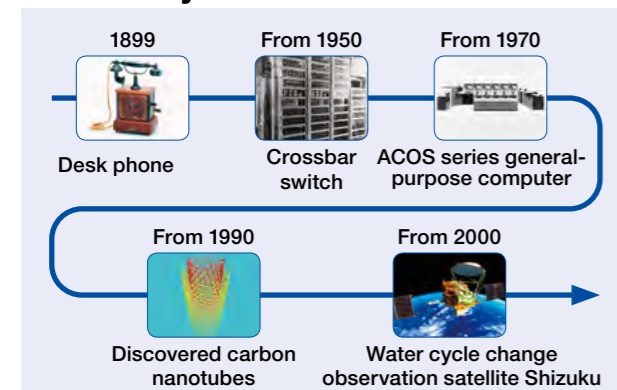 1899
Desk phone
From 1950
Crossbar
switch
From 1970
ACOS series general-
purpose computer
From 1990
Discovered carbon
nanotubes
From 2000
Water cycle change
observation satellite Shizuku